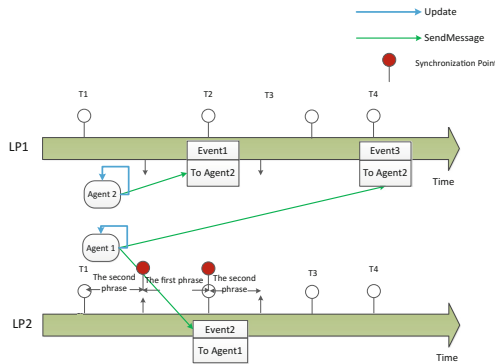 Update
SendMessage
Synchronization Point
T1
T2
T3
T4
LP1
Event1
To Agent2
Event3
To Agent2
Time
Agent 2
Agent 1
T1
The second
phrase
The first phrase
The second
phrase
T3
T4
LP2
Event2
To Agent1
Time